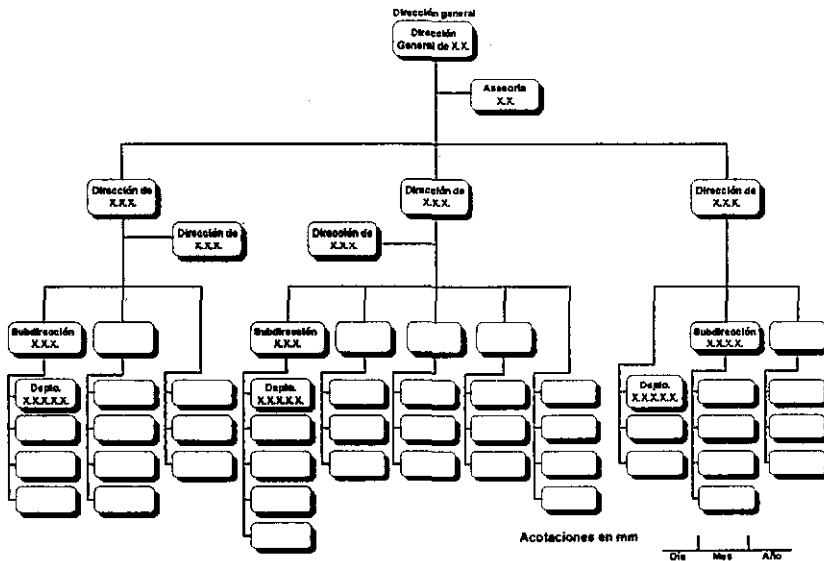 Dirección general
Dirección
General de X.X.
Asesoría
X.X.
Dirección de
X.X.X.
Dirección de
X.X.X.
Dirección de
X.X.X.
Dirección de
X.X.X.
Dirección de
X.X.X.
Subdirección
X.X.X.
Subdirección
X.X.X.
Subdirección
X.X.X.X.
Depto.
X.X.X.X.X.
Depto.
X.X.X.X.X.
Depto.
X.X.X.X.X.
Acotaciones en mm
Día Mes Año